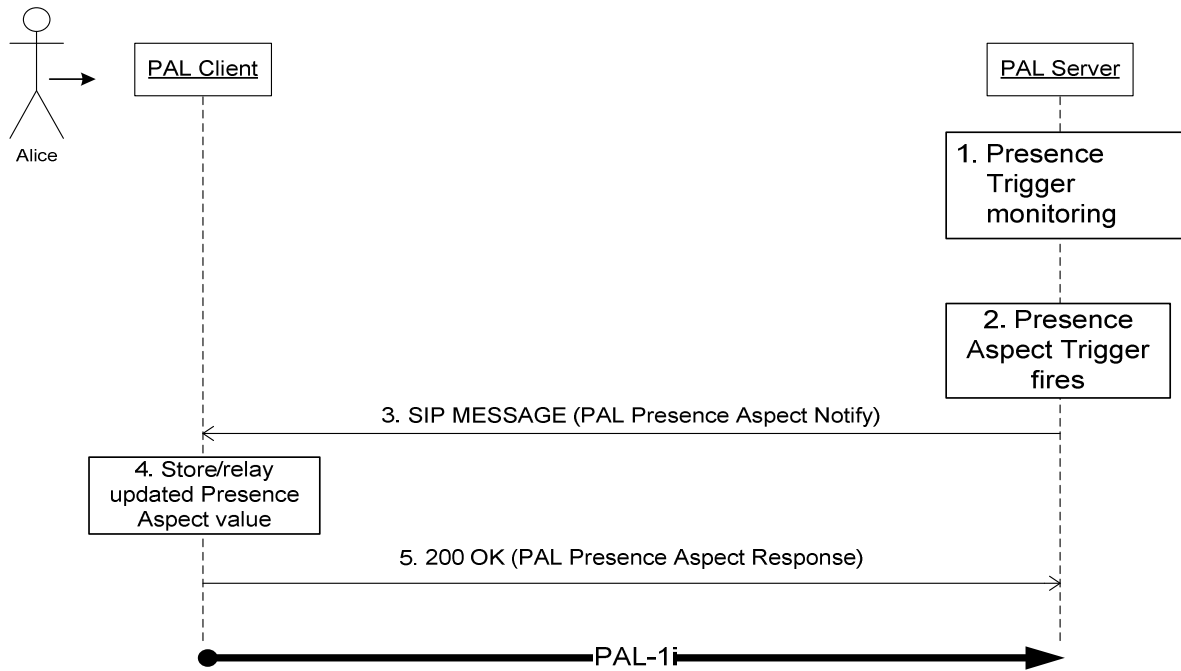 PAL Client
PAL Server
Alice
1. Presence
Trigger
monitoring
2. Presence
Aspect Trigger
fires
3. SIP MESSAGE (PAL Presence Aspect Notify)
4. Store/relay
updated Presence
Aspect value
5. 200 OK (PAL Presence Aspect Response)
PAL-1i